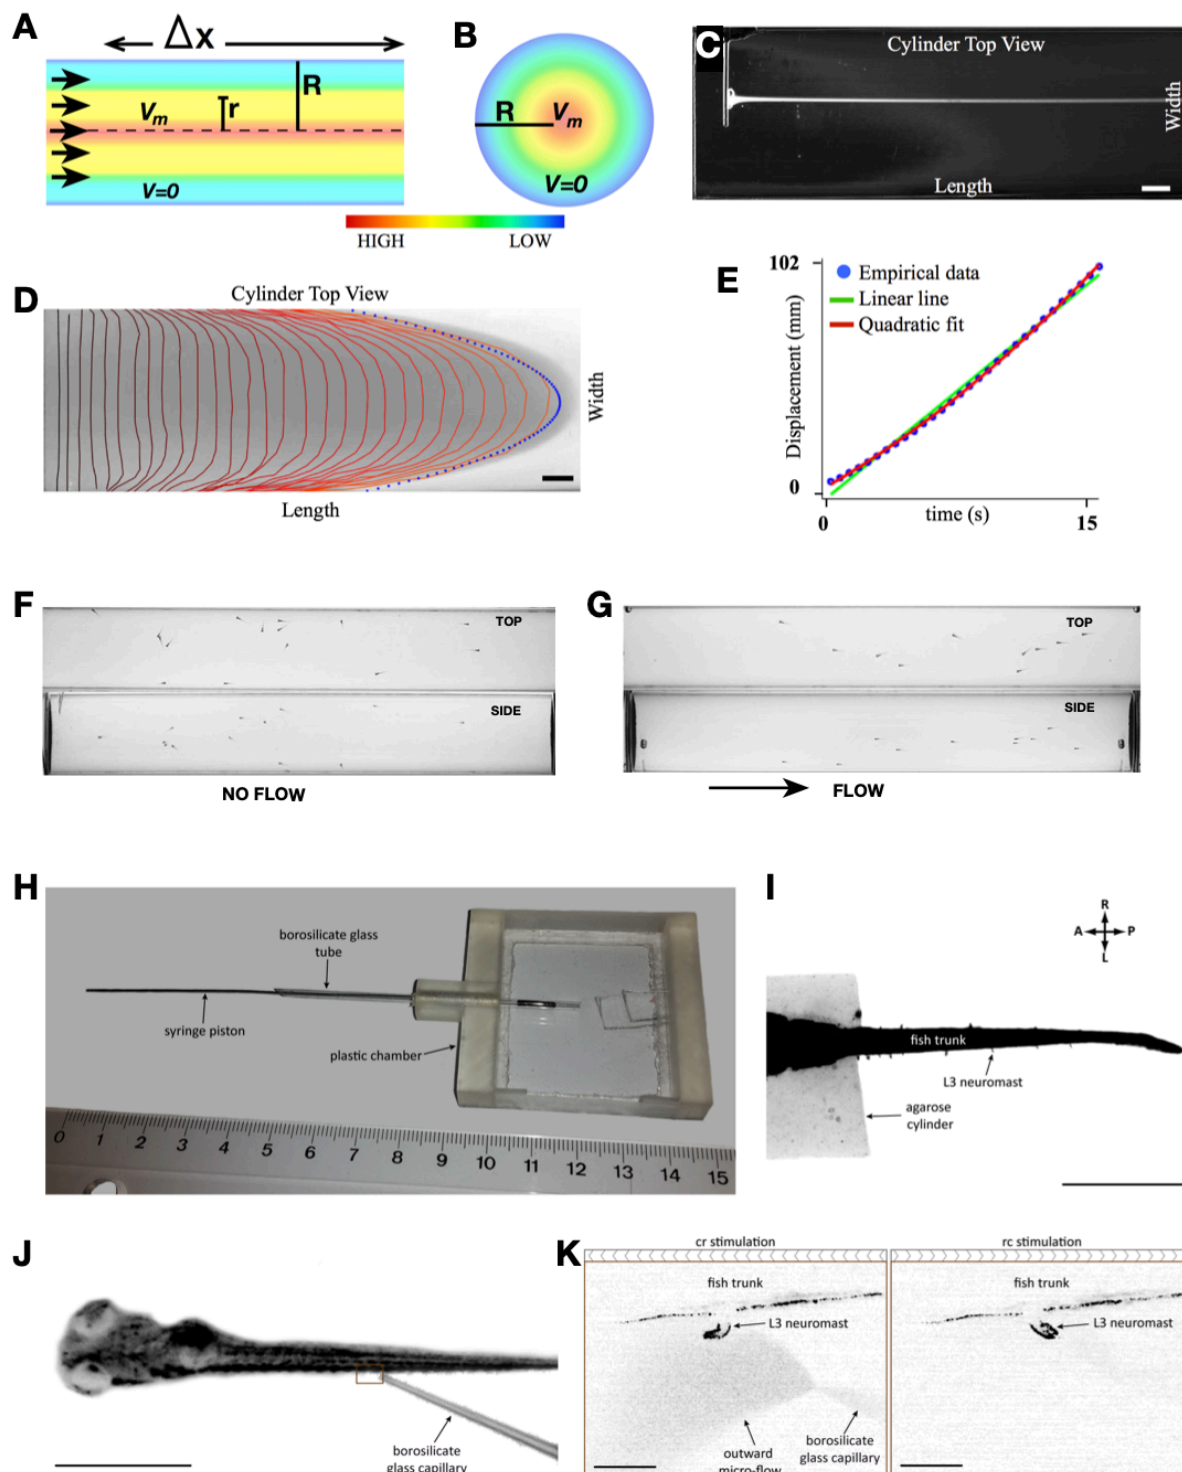 A
Δx
R
r
Vm
V=0
HIGH
LOW
B
R
Vm
V=0
C
Cylinder Top View
Width
Length
D
Cylinder Top View
Width
Length
E
102
Displacement (mm)
0
Empirical data
Linear line
Quadratic fit
0
time (s)
15
F
TOP
SIDE
NO FLOW
G
TOP
SIDE
FLOW
H
borosilicate glass
tube
syringe piston
plastic chamber
0 1 2 3 4 5 6 7 8 9 10 11 12 13 14 15
I
R
A P
L
fish trunk
L3 neuromast
agarose
cylinder
J
borosilicate
glass capillary
K
cr stimulation
fish trunk
L3 neuromast
outward
micro-flow
borosilicate
glass capillary
rc stimulation
fish trunk
L3 neuromast